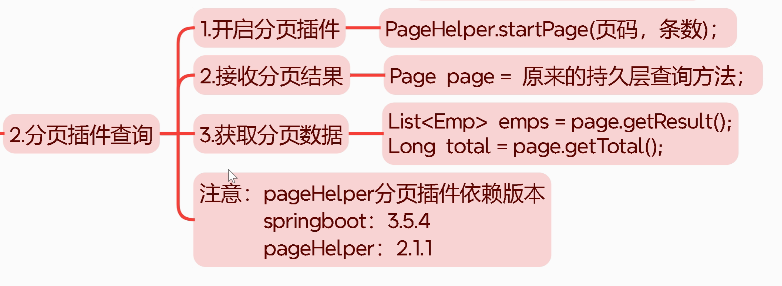 2.分页插件查询
1.开启分页插件
PageHelper.startPage(页码，条数)；
2.接收分页结果
Page page = 原来的持久层查询方法；
3.获取分页数据
List<Emp> emps = page.getResult();
Long total = page.getTotal();
注意：pageHelper分页插件依赖版本
springboot：3.5.4
pageHelper：2.1.1